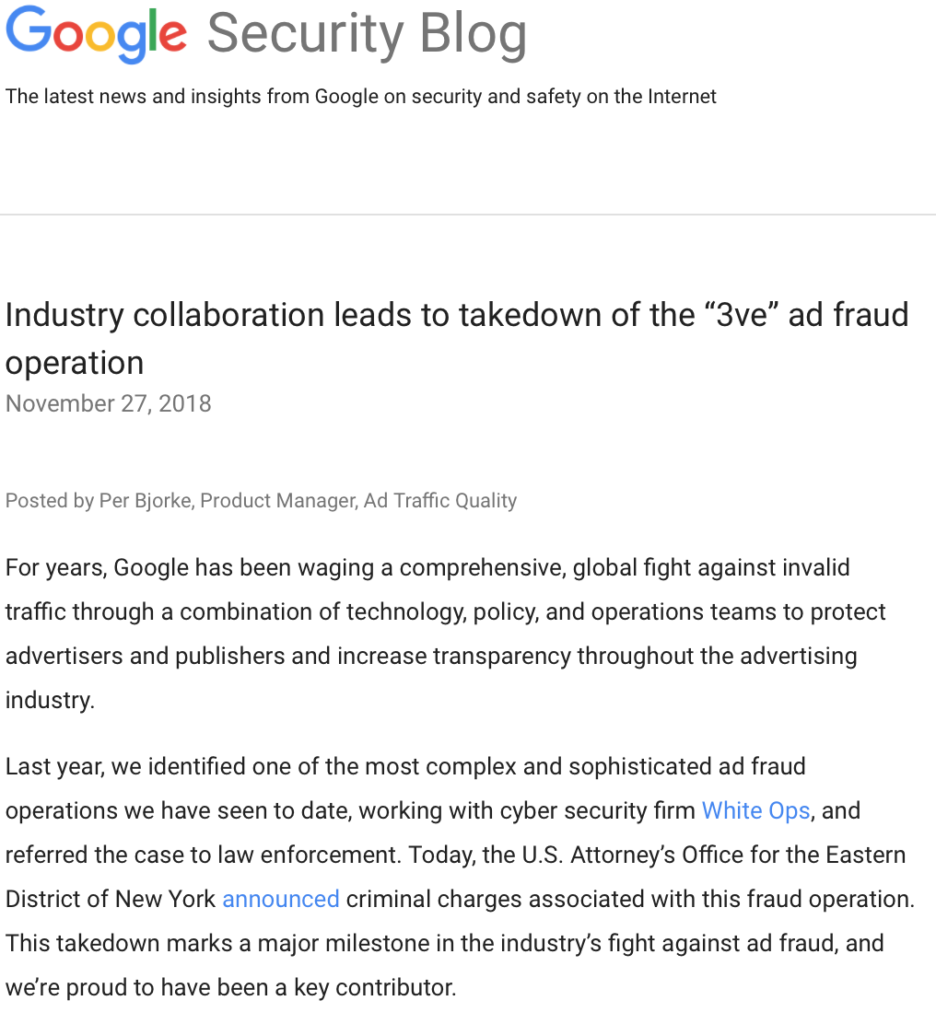 Google Security Blog
The latest news and insights from Google on security and safety on the Internet
Industry collaboration leads to takedown of the “3ve” ad fraud
operation
November 27, 2018
Posted by Per Bjorke, Product Manager, Ad Traffic Quality
For years, Google has been waging a comprehensive, global fight against invalid
traffic through a combination of technology, policy, and operations teams to protect
advertisers and publishers and increase transparency throughout the advertising
industry.
Last year, we identified one of the most complex and sophisticated ad fraud
operations we have seen to date, working with cyber security firm White Ops, and
referred the case to law enforcement. Today, the U.S. Attorney’s Office for the Eastern
District of New York announced criminal charges associated with this fraud operation.
This takedown marks a major milestone in the industry’s fight against ad fraud, and
we’re proud to have been a key contributor.